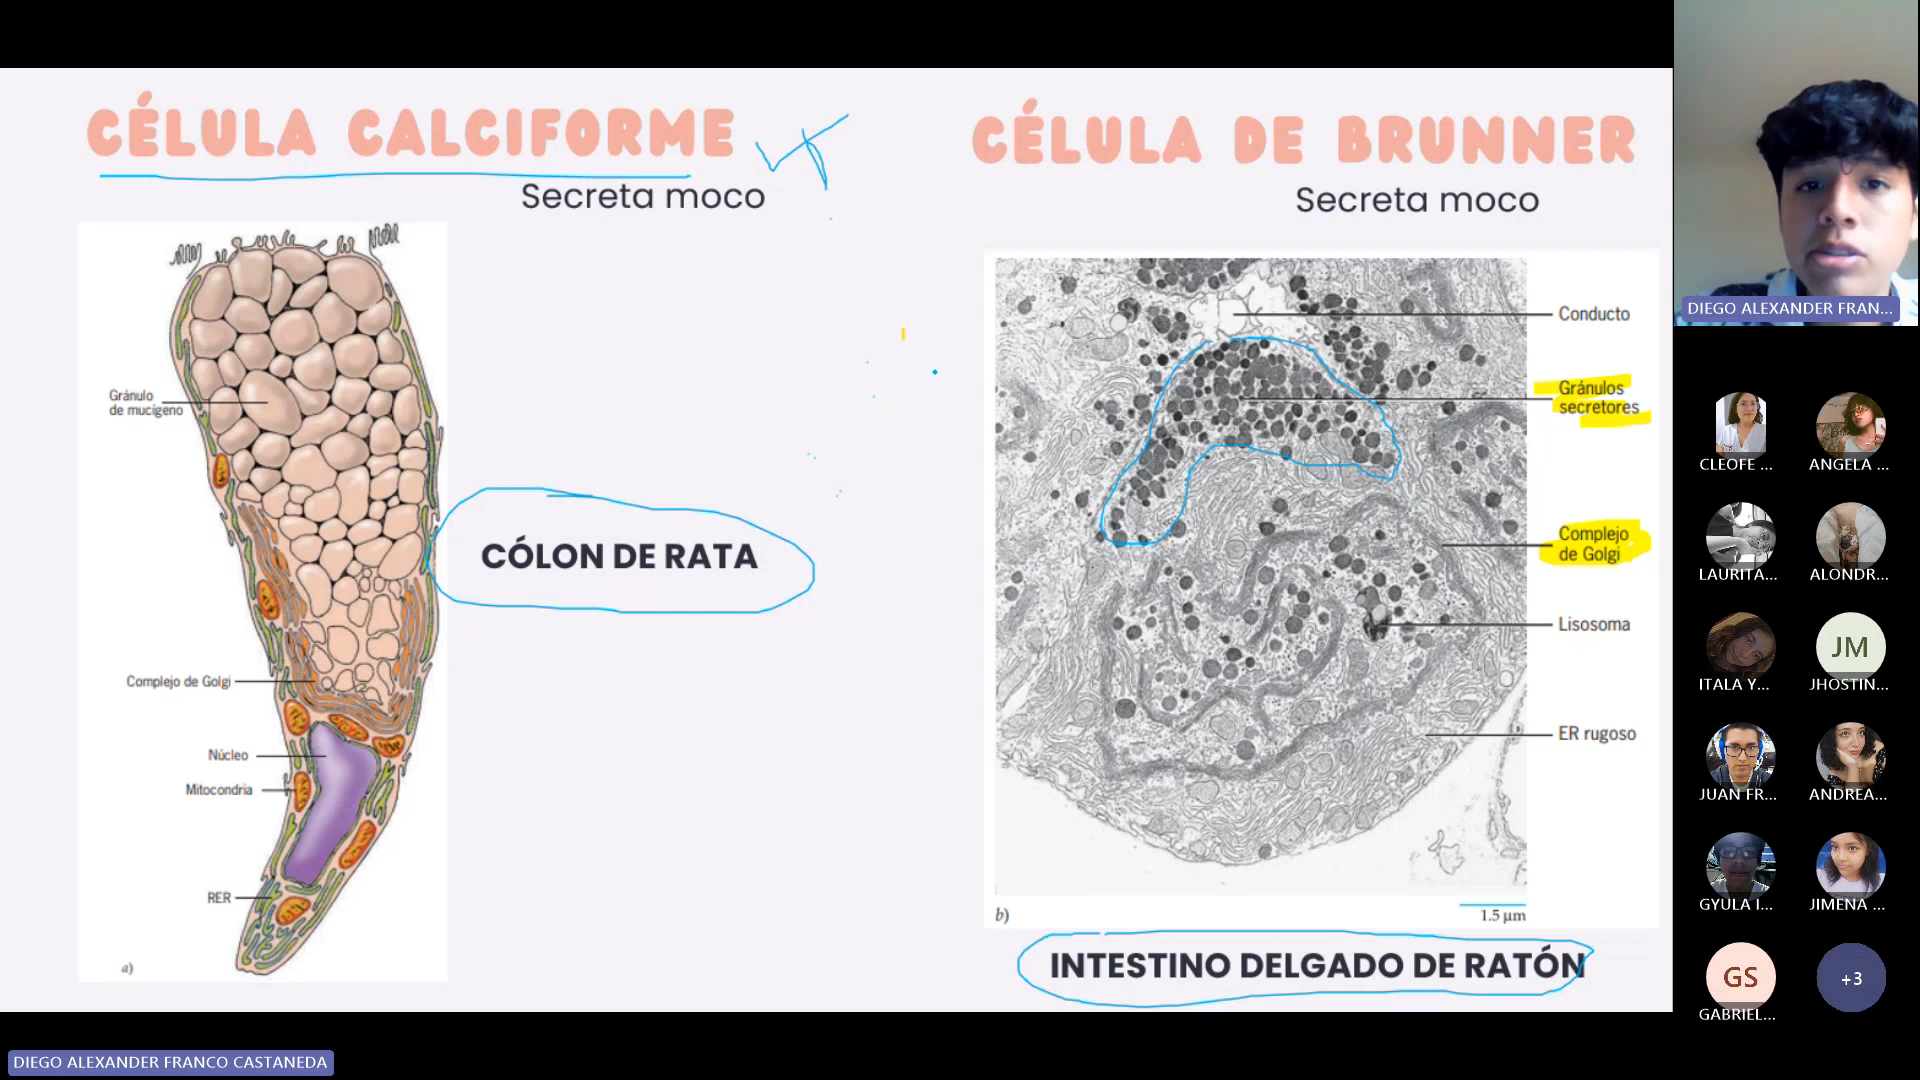 CÉLULA CALCIFORME
Secreta moco
Gránulo
de mucígeno
CÓLON DE RATA
Complejo de Golgi
Núcleo
Mitocondria
RER
a)
CÉLULA DE BRUNNER
Secreta moco
Conducto
Gránulos
secretores
Complejo
de Golgi
Lisosoma
ER rugoso
b)
1.5 µm
INTESTINO DELGADO DE RATÓN
DIEGO ALEXANDER FRAN...
CLEOFE ...
ANGELA ...
LAURITA...
ALONDR...
ITALA Y...
JM
JHOSTIN...
JUAN FR...
ANDREA...
GYULA I...
JIMENA ...
GS
GABRIEL...
+3
DIEGO ALEXANDER FRANCO CASTANEDA